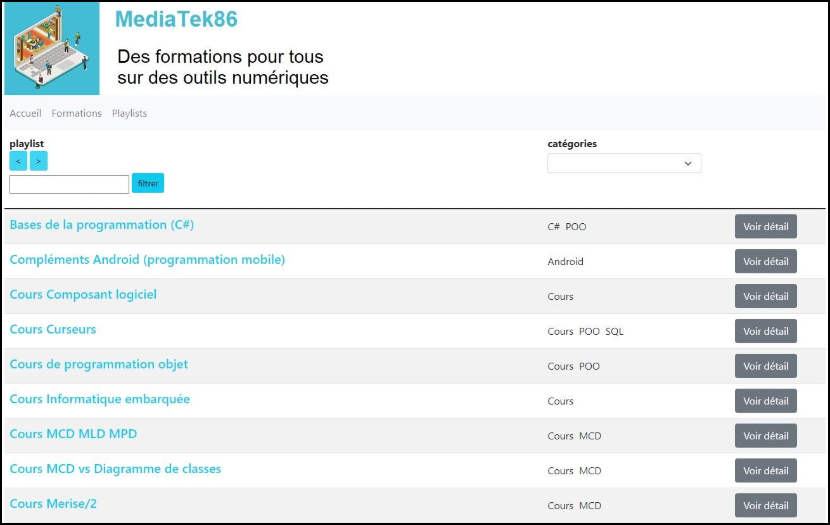 MediaTek86
Des formations pour tous
sur des outils numériques
Accueil Formations Playlists
playlist catégories
< >
filtrer
Bases de la programmation (C#) C# POO Voir détail
Compléments Android (programmation mobile) Android Voir détail
Cours Composant logiciel Cours Voir détail
Cours Curseurs Cours POO SQL Voir détail
Cours de programmation objet Cours POO Voir détail
Cours Informatique embarquée Cours Voir détail
Cours MCD MLD MPD Cours MCD Voir détail
Cours MCD vs Diagramme de classes Cours MCD Voir détail
Cours Merise/2 Cours MCD Voir détail